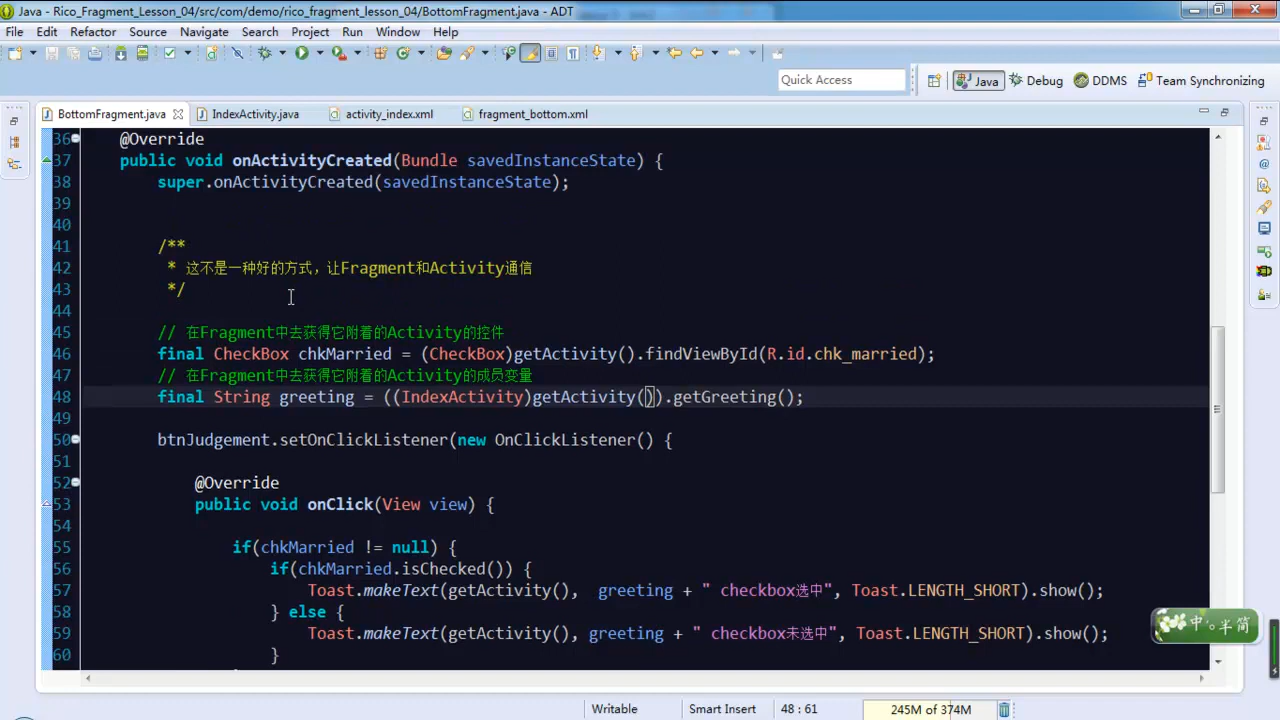 Java - Rico_Fragment_Lesson_04/src/com/demo/rico_fragment_lesson_04/BottomFragment.java - ADT
File Edit Refactor Source Navigate Search Project Run Window Help
Quick Access
Java Debug DDMS Team Synchronizing
BottomFragment.java IndexActivity.java activity_index.xml fragment_bottom.xml
36 @Override
37 public void onActivityCreated(Bundle savedInstanceState) {
38 super.onActivityCreated(savedInstanceState);
39
40
41 /**
42 * 这不是一种好的方式，让Fragment和Activity通信
43 */
44
45 // 在Fragment中去获得它附着的Activity的控件
46 final CheckBox chkMarried = (CheckBox)getActivity().findViewById(R.id.chk_married);
47 // 在Fragment中去获得它附着的Activity的成员变量
48 final String greeting = ((IndexActivity)getActivity()).getGreeting();
49
50 btnJudgement.setOnClickListener(new OnClickListener() {
51
52 @Override
53 public void onClick(View view) {
54
55 if(chkMarried != null) {
56 if(chkMarried.isChecked()) {
57 Toast.makeText(getActivity(),  greeting + " checkbox选中", Toast.LENGTH_SHORT).show();
58 } else {
59 Toast.makeText(getActivity(), greeting + " checkbox未选中", Toast.LENGTH_SHORT).show();
60 }
中 半 简
Writable Smart Insert 48 : 61 245M of 374M